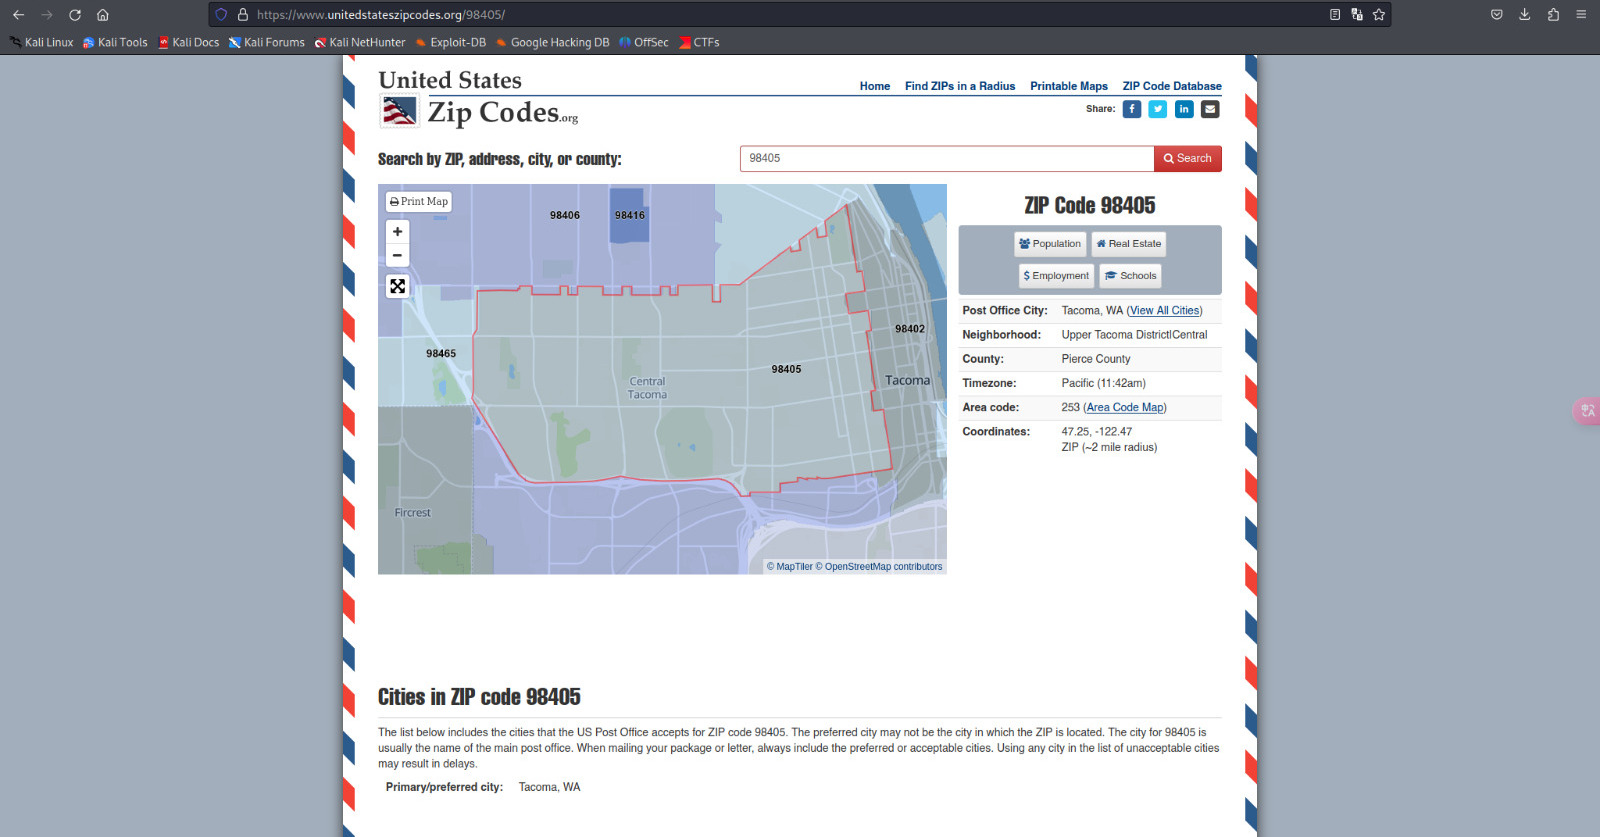 https://www.unitedstateszipcodes.org/98405/
Kali Linux Kali Tools Kali Docs Kali Forums Kali NetHunter Exploit-DB Google Hacking DB OffSec CTFs
United States
Zip Codes.org
Home Find ZIPs in a Radius Printable Maps ZIP Code Database
Share:
Search by ZIP, address, city, or county:
98405
Search
Print Map
+
−
98406
98416
98465
98402
98405
Central
Tacoma
Tacoma
Fircrest
© MapTiler © OpenStreetMap contributors
ZIP Code 98405
Population Real Estate
$ Employment Schools
Post Office City: Tacoma, WA (View All Cities)
Neighborhood: Upper Tacoma District|Central
County: Pierce County
Timezone: Pacific (11:42am)
Area code: 253 (Area Code Map)
Coordinates: 47.25, -122.47
ZIP (~2 mile radius)
Cities in ZIP code 98405
The list below includes the cities that the US Post Office accepts for ZIP code 98405. The preferred city may not be the city in which the ZIP is located. The city for 98405 is
usually the name of the main post office. When mailing your package or letter, always include the preferred or acceptable cities. Using any city in the list of unacceptable cities
may result in delays.
Primary/preferred city: Tacoma, WA